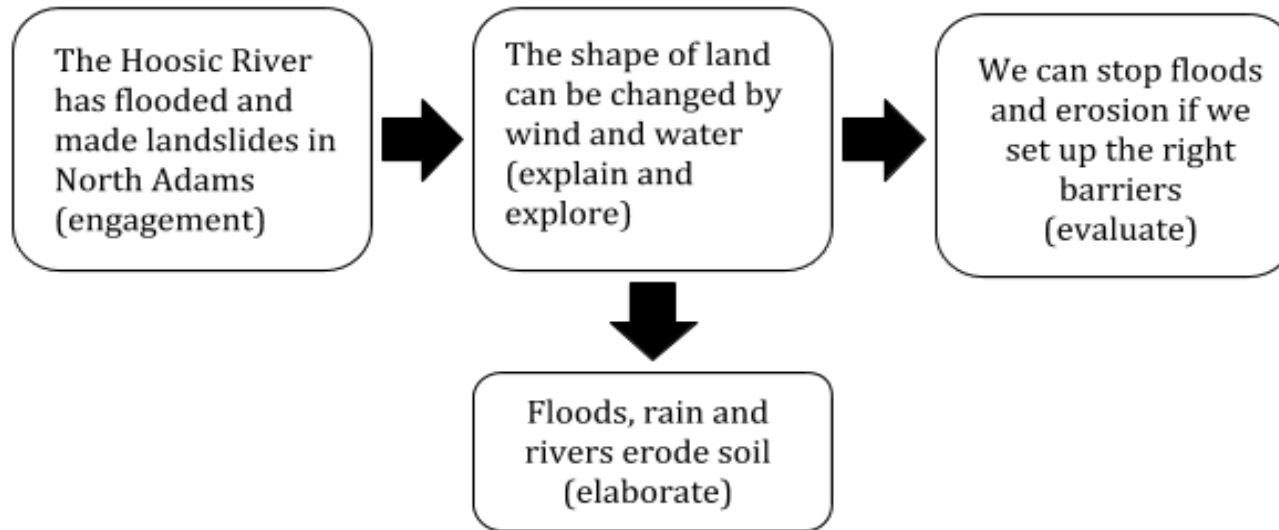 The Hoosic River
has flooded and
made landslides in
North Adams
(engagement)
The shape of land
can be changed by
wind and water
(explain and
explore)
We can stop floods
and erosion if we
set up the right
barriers
(evaluate)
Floods, rain and
rivers erode soil
(elaborate)